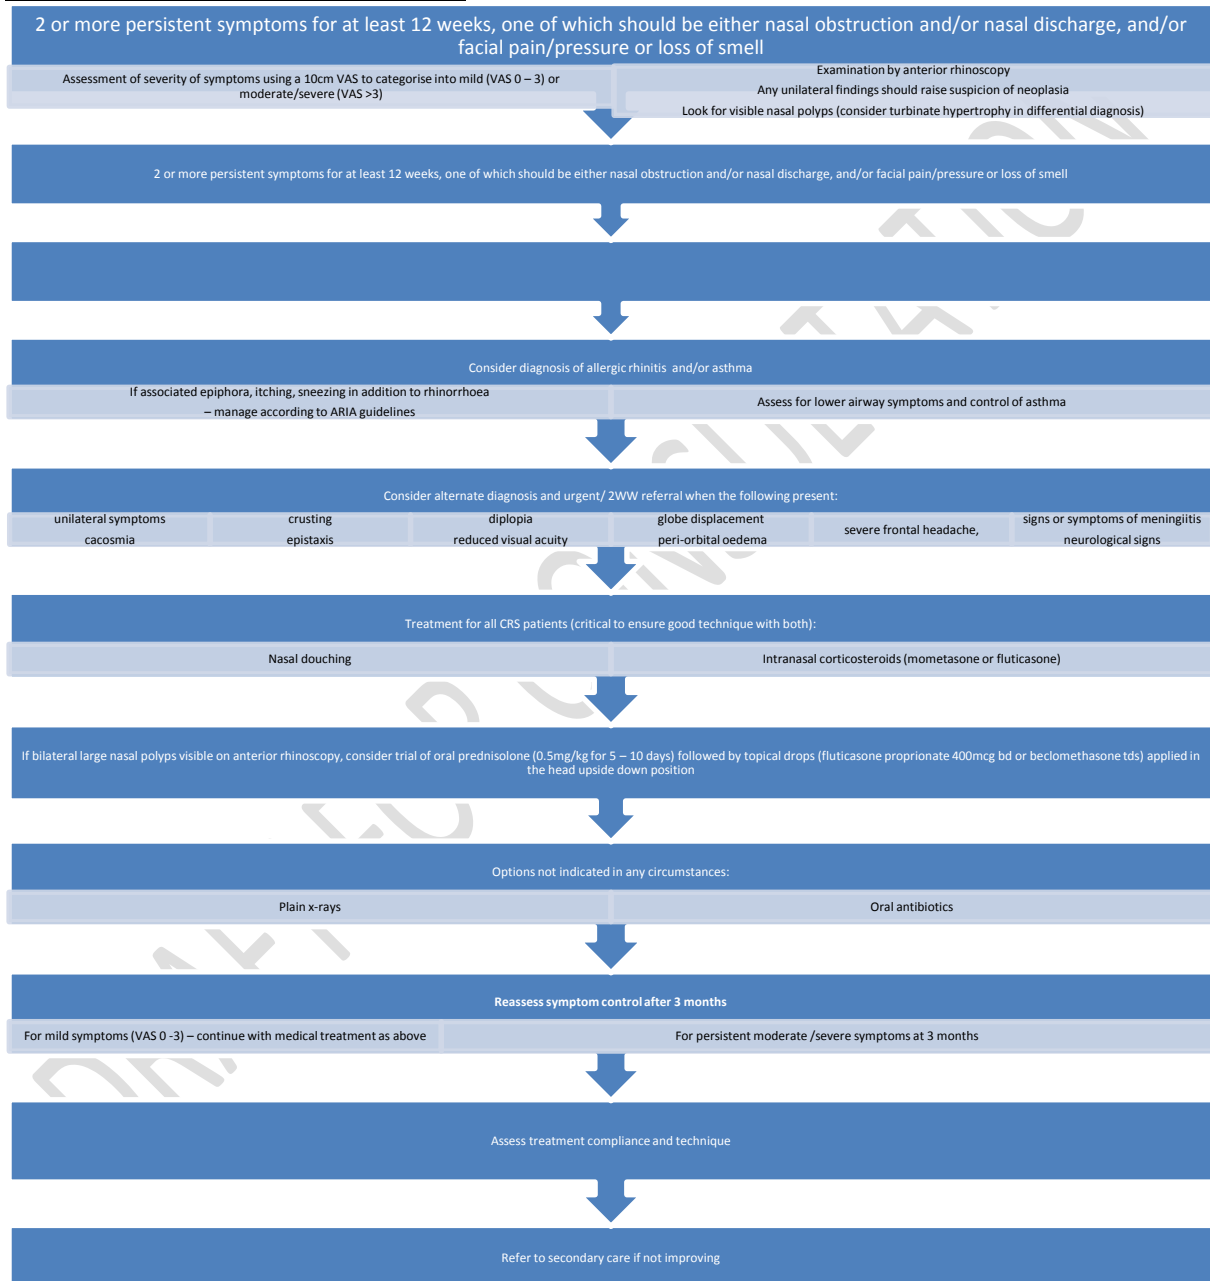 2 or more persistent symptoms for at least 12 weeks, one of which should be either nasal obstruction and/or nasal discharge, and/or
facial pain/pressure or loss of smell
Assessment of severity of symptoms using a 10cm VAS to categorise into mild (VAS 0 – 3) or
moderate/severe (VAS >3)
Examination by anterior rhinoscopy
Any unilateral findings should raise suspicion of neoplasia
Look for visible nasal polyps (consider turbinate hypertrophy in differential diagnosis)
2 or more persistent symptoms for at least 12 weeks, one of which should be either nasal obstruction and/or nasal discharge, and/or facial pain/pressure or loss of smell
Consider diagnosis of allergic rhinitis and/or asthma
If associated epiphora, itching, sneezing in addition to rhinorrhoea
– manage according to ARIA guidelines
Assess for lower airway symptoms and control of asthma
Consider alternate diagnosis and urgent/ 2WW referral when the following present:
unilateral symptoms
cacosmia
crusting
epistaxis
diplopia
reduced visual acuity
globe displacement
peri-orbital oedema
severe frontal headache,
signs or symptoms of meningiitis
neurological signs
Treatment for all CRS patients (critical to ensure good technique with both):
Nasal douching
Intranasal corticosteroids (mometasone or fluticasone)
If bilateral large nasal polyps visible on anterior rhinoscopy, consider trial of oral prednisolone (0.5mg/kg for 5 – 10 days) followed by topical drops (fluticasone proprionate 400mcg bd or beclomethasone tds) applied in
the head upside down position
Options not indicated in any circumstances:
Plain x-rays
Oral antibiotics
Reassess symptom control after 3 months
For mild symptoms (VAS 0 -3) – continue with medical treatment as above
For persistent moderate /severe symptoms at 3 months
Assess treatment compliance and technique
Refer to secondary care if not improving
DRAFT FOR CONSULTATION